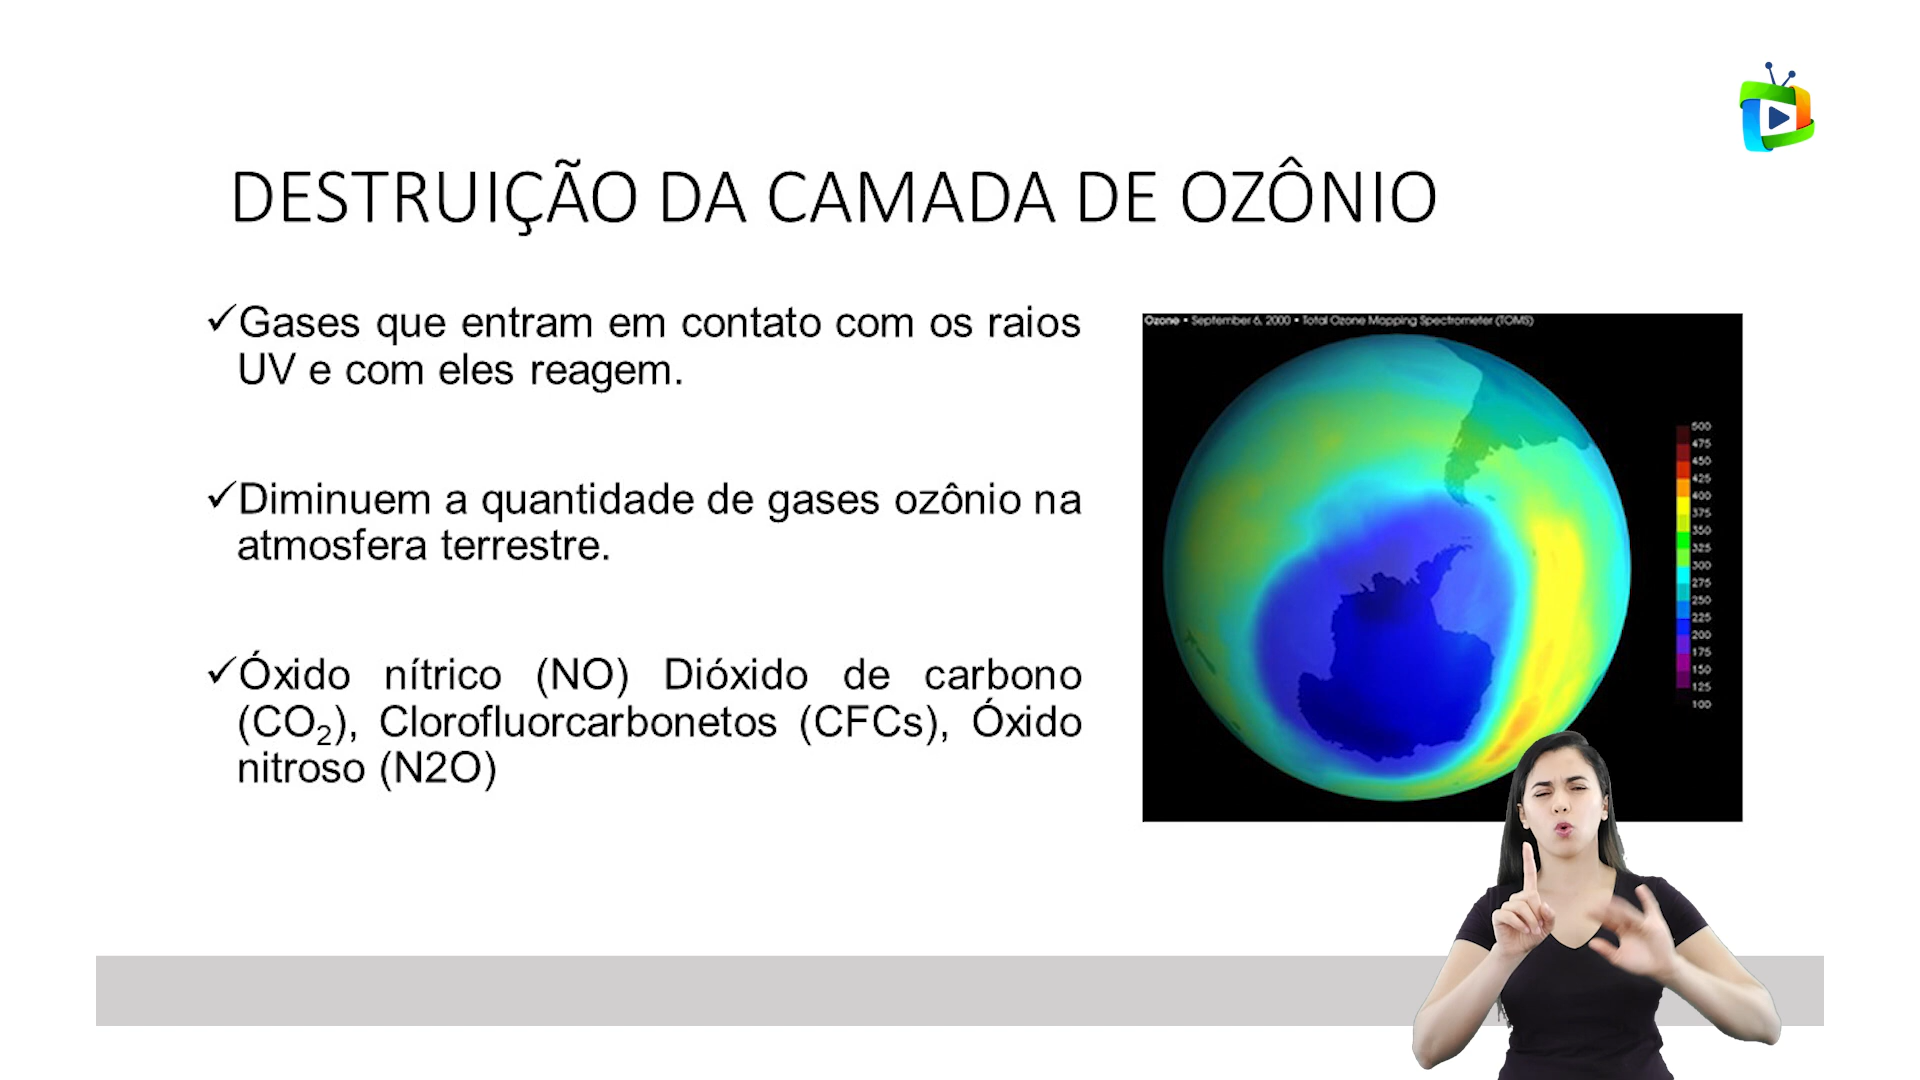 DESTRUIÇÃO DA CAMADA DE OZÔNIO
✓Gases que entram em contato com os raios
UV e com eles reagem.
✓Diminuem a quantidade de gases ozônio na
atmosfera terrestre.
✓Óxido nítrico (NO) Dióxido de carbono
(CO₂), Clorofluorcarbonetos (CFCs), Óxido
nitroso (N2O)
Ozone • September 6, 2000 • Total Ozone Mapping Spectrometer (TOMS)
500
475
450
425
400
375
350
325
300
275
250
225
200
175
150
125
100